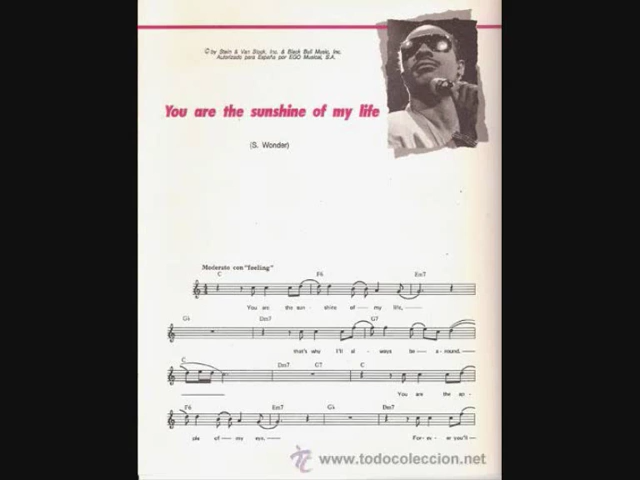 © by Stein & Van Stock, Inc. & Black Bull Music, Inc.
Autorizado para España por EGO Musical, S.A.
You are the sunshine of my life
(S. Wonder)
Moderato con "feeling"
C F6 Em7
You are the sun - shine of my life,
Dm7 G7
that's why I'll al - ways be - a-round.
C Dm7 G7 C
You are the ap-
F6 Em7 Dm7
ple of my eye. For-ev-er you'll
www.todocoleccion.net